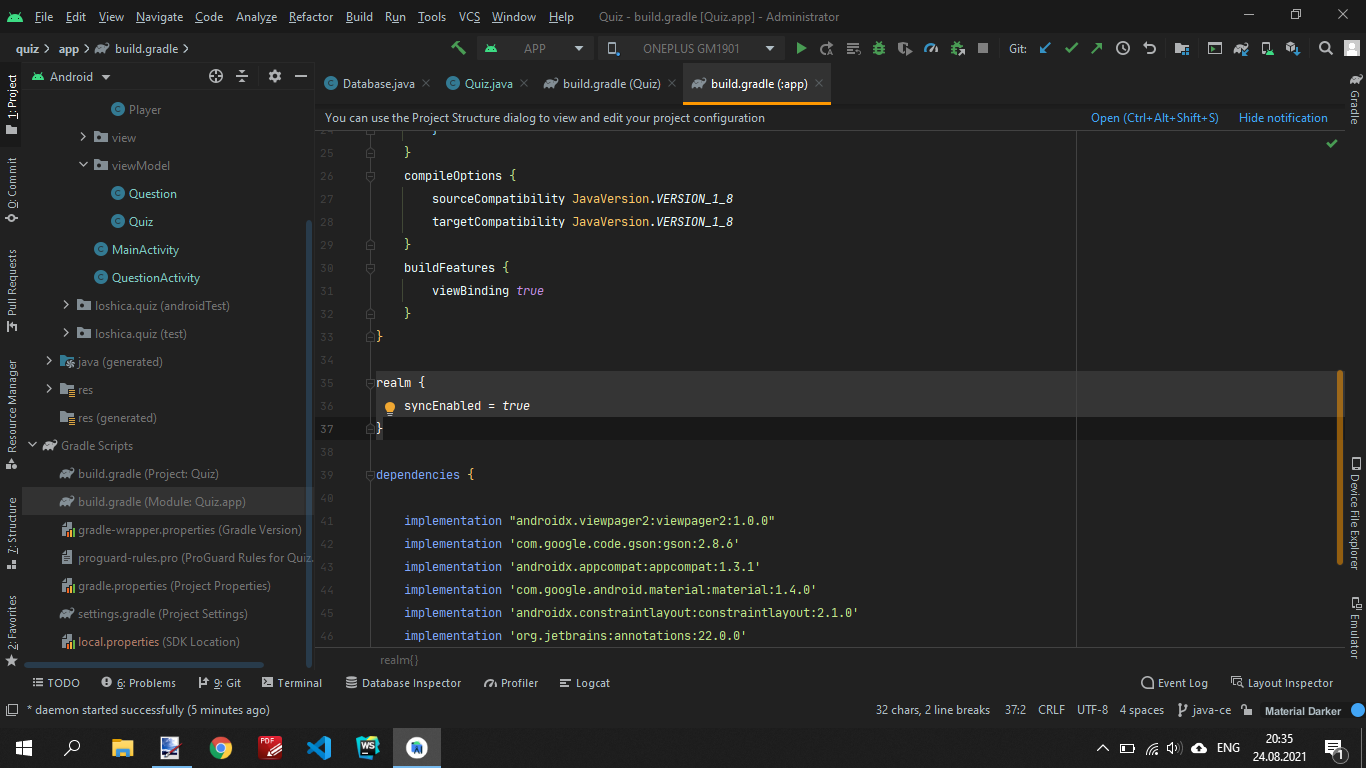 File Edit View Navigate Code Analyze Refactor Build Run Tools VCS Window Help Quiz - build.gradle [Quiz.app] - Administrator
quiz app build.gradle APP ONEPLUS GM1901 Git:
1: Project
Commit
Pull Requests
Resource Manager
7: Structure
2: Favorites
Android
Player
view
viewModel
Question
Quiz
MainActivity
QuestionActivity
loshica.quiz (androidTest)
loshica.quiz (test)
java (generated)
res
res (generated)
Gradle Scripts
build.gradle (Project: Quiz)
build.gradle (Module: Quiz.app)
gradle-wrapper.properties (Gradle Version)
proguard-rules.pro (ProGuard Rules for Quiz.
gradle.properties (Project Properties)
settings.gradle (Project Settings)
local.properties (SDK Location)
Database.java Quiz.java build.gradle (Quiz) build.gradle (:app)
You can use the Project Structure dialog to view and edit your project configuration Open (Ctrl+Alt+Shift+S) Hide notification
24 }
25 }
26 compileOptions {
27 sourceCompatibility JavaVersion.VERSION_1_8
28 targetCompatibility JavaVersion.VERSION_1_8
29 }
30 buildFeatures {
31 viewBinding true
32 }
33 }
34
35 realm {
36 syncEnabled = true
37 }
38
39 dependencies {
40
41 implementation "androidx.viewpager2:viewpager2:1.0.0"
42 implementation 'com.google.code.gson:gson:2.8.6'
43 implementation 'androidx.appcompat:appcompat:1.3.1'
44 implementation 'com.google.android.material:material:1.4.0'
45 implementation 'androidx.constraintlayout:constraintlayout:2.1.0'
46 implementation 'org.jetbrains:annotations:22.0.0'
realm{}
Gradle
Device File Explorer
Emulator
TODO 6: Problems 9: Git Terminal Database Inspector Profiler Logcat Event Log Layout Inspector
* daemon started successfully (5 minutes ago) 32 chars, 2 line breaks 37:2 CRLF UTF-8 4 spaces java-ce Material Darker
PDF WS ENG 20:35
24.08.2021
1